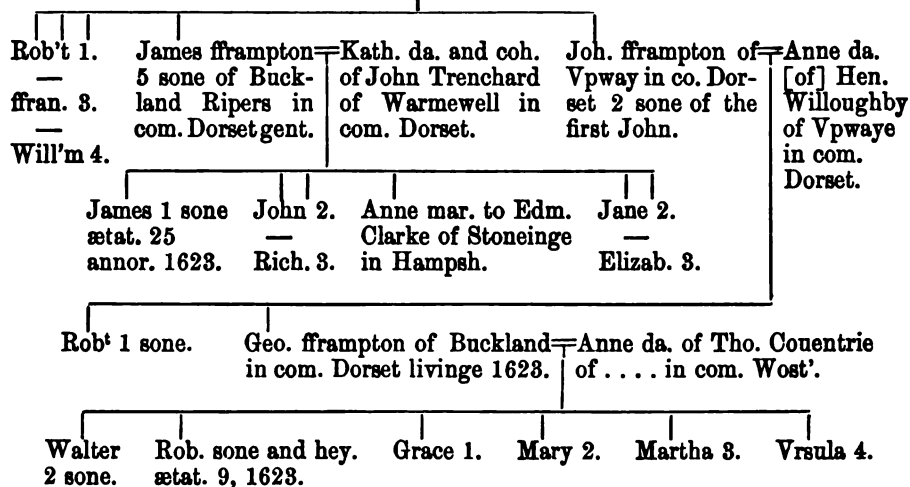 Rob't 1.
—
ffran. 3.
—
Will'm 4.
James fframpton
5 sone of Buck-
land Ripers in
com. Dorset gent.
Kath. da. and coh.
of John Trenchard
of Warmewell in
com. Dorset.
Joh. fframpton of
Vpway in co. Dor-
set 2 sone of the
first John.
Anne da.
[of] Hen.
Willoughby
of Vpwaye
in com.
Dorset.
James 1 sone
ætat. 25
annor. 1623.
John 2.
—
Rich. 3.
Anne mar. to Edm.
Clarke of Stoneinge
in Hampsh.
Jane 2.
—
Elizab. 3.
Robᵗ 1 sone.
Geo. fframpton of Buckland
in com. Dorset livinge 1623.
Anne da. of Tho. Couentrie
of . . . . in com. Wost'.
Walter
2 sone.
Rob. sone and hey.
ætat. 9, 1623.
Grace 1.
Mary 2.
Martha 3.
Vrsula 4.